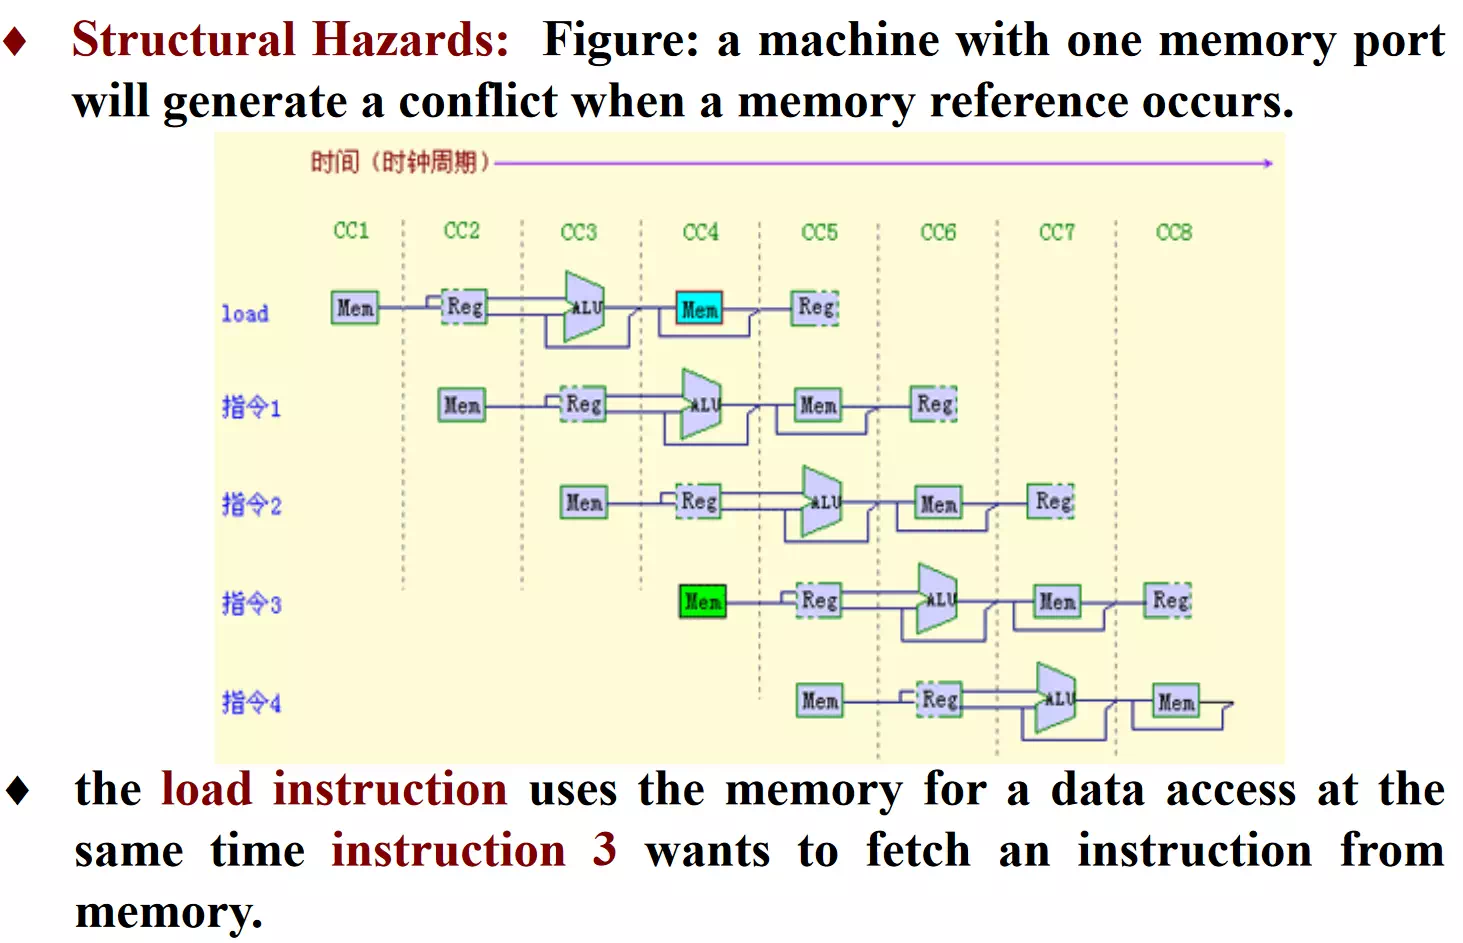 ♦ Structural Hazards: Figure: a machine with one memory port
will generate a conflict when a memory reference occurs.
时间（时钟周期）
CC1 CC2 CC3 CC4 CC5 CC6 CC7 CC8
load Mem Reg ALU Mem Reg
指令1 Mem Reg ALU Mem Reg
指令2 Mem Reg ALU Mem Reg
指令3 Mem Reg ALU Mem Reg
指令4 Mem Reg ALU Mem
♦ the load instruction uses the memory for a data access at the
same time instruction 3 wants to fetch an instruction from
memory.